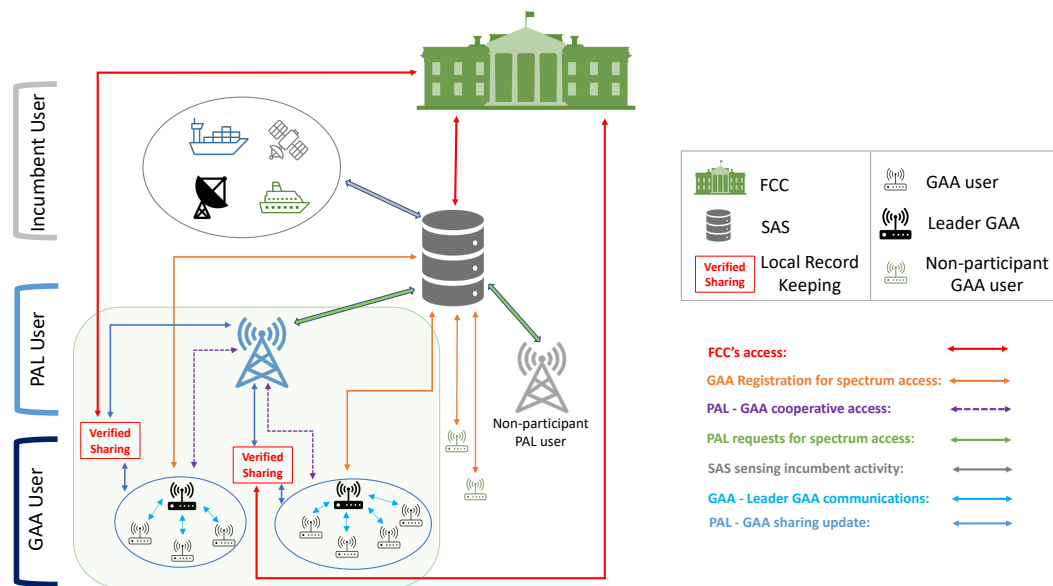 Incumbent User
PAL User
GAA User
Verified
Sharing
Verified
Sharing
Non-participant
PAL user
FCC
SAS
Verified
Sharing
Local Record
Keeping
GAA user
Leader GAA
Non-participant
GAA user
FCC's access:
GAA Registration for spectrum access:
PAL - GAA cooperative access:
PAL requests for spectrum access:
SAS sensing incumbent activity:
GAA - Leader GAA communications:
PAL - GAA sharing update: